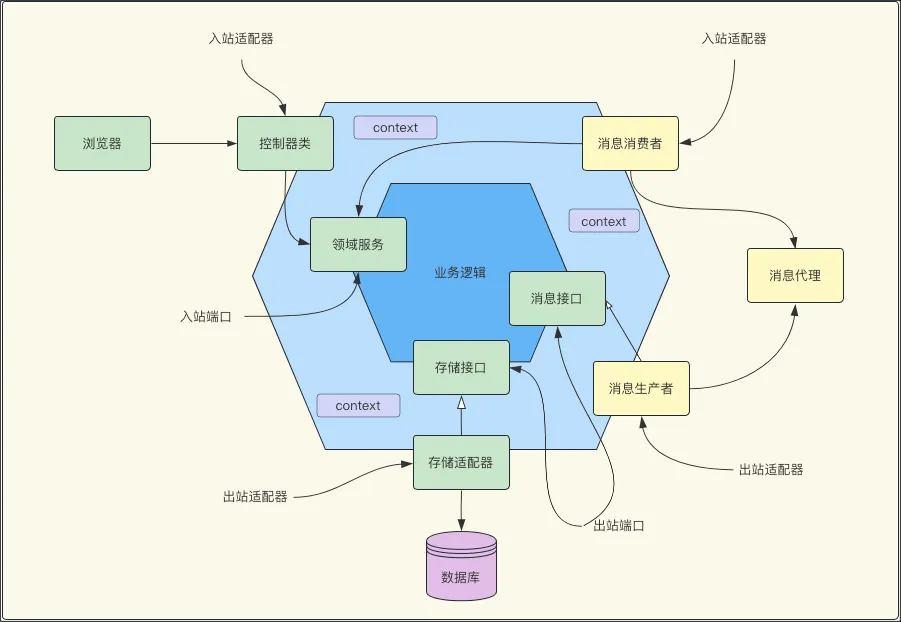 入站适配器
入站适配器
浏览器
控制器类
context
消息消费者
context
领域服务
业务逻辑
消息代理
消息接口
入站端口
存储接口
消息生产者
context
存储适配器
出站适配器
出站适配器
出站端口
数据库